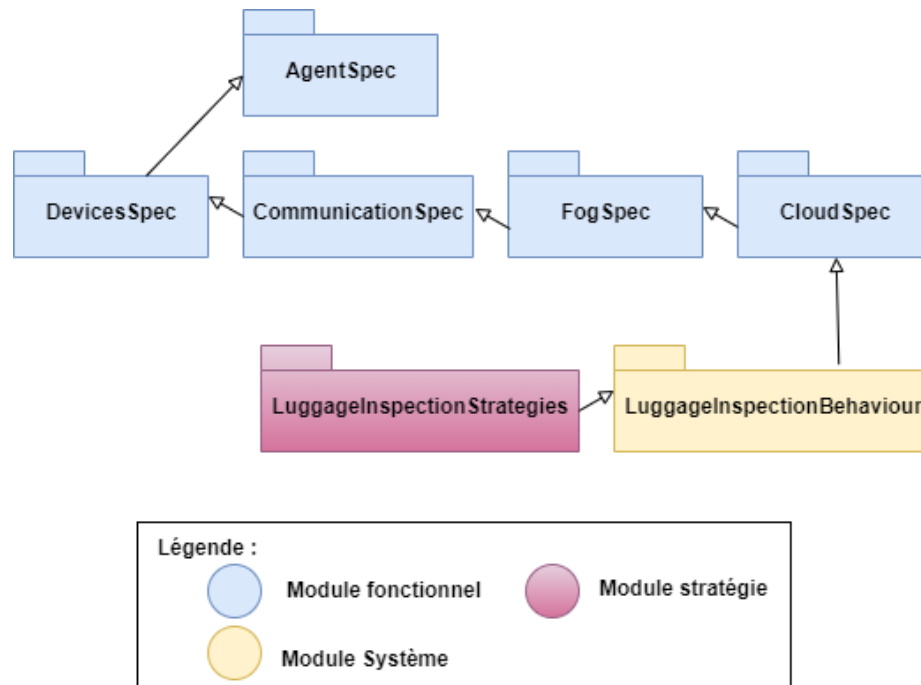 AgentSpec
DevicesSpec
CommunicationSpec
FogSpec
CloudSpec
LuggageInspectionStrategies
LuggageInspectionBehaviour
Légende :
Module fonctionnel
Module stratégie
Module Système